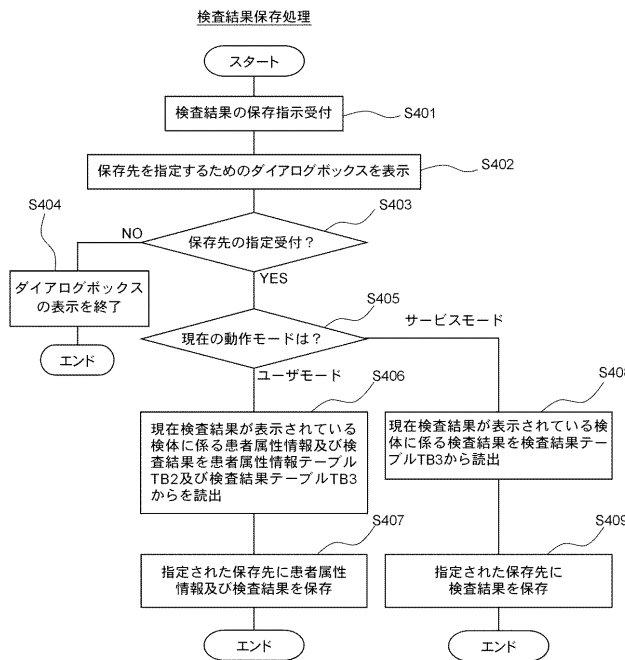 検査結果保存処理
スタート
検査結果の保存指示受付
S401
保存先を指定するためのダイアログボックスを表示
S402
S403
保存先の指定受付?
NO
YES
S404
ダイアログボックス
の表示を終了
エンド
S405
現在の動作モードは?
サービスモード
ユーザモード
S406
現在検査結果が表示されている
検体に係る患者属性情報及び検
査結果を患者属性情報テーブル
TB2及び検査結果テーブルTB3
からを読出
S407
指定された保存先に患者属性
情報及び検査結果を保存
エンド
S408
現在検査結果が表示されている検
体に係る検査結果を検査結果テー
ブルTB3から読出
S409
指定された保存先に
検査結果を保存
エンド